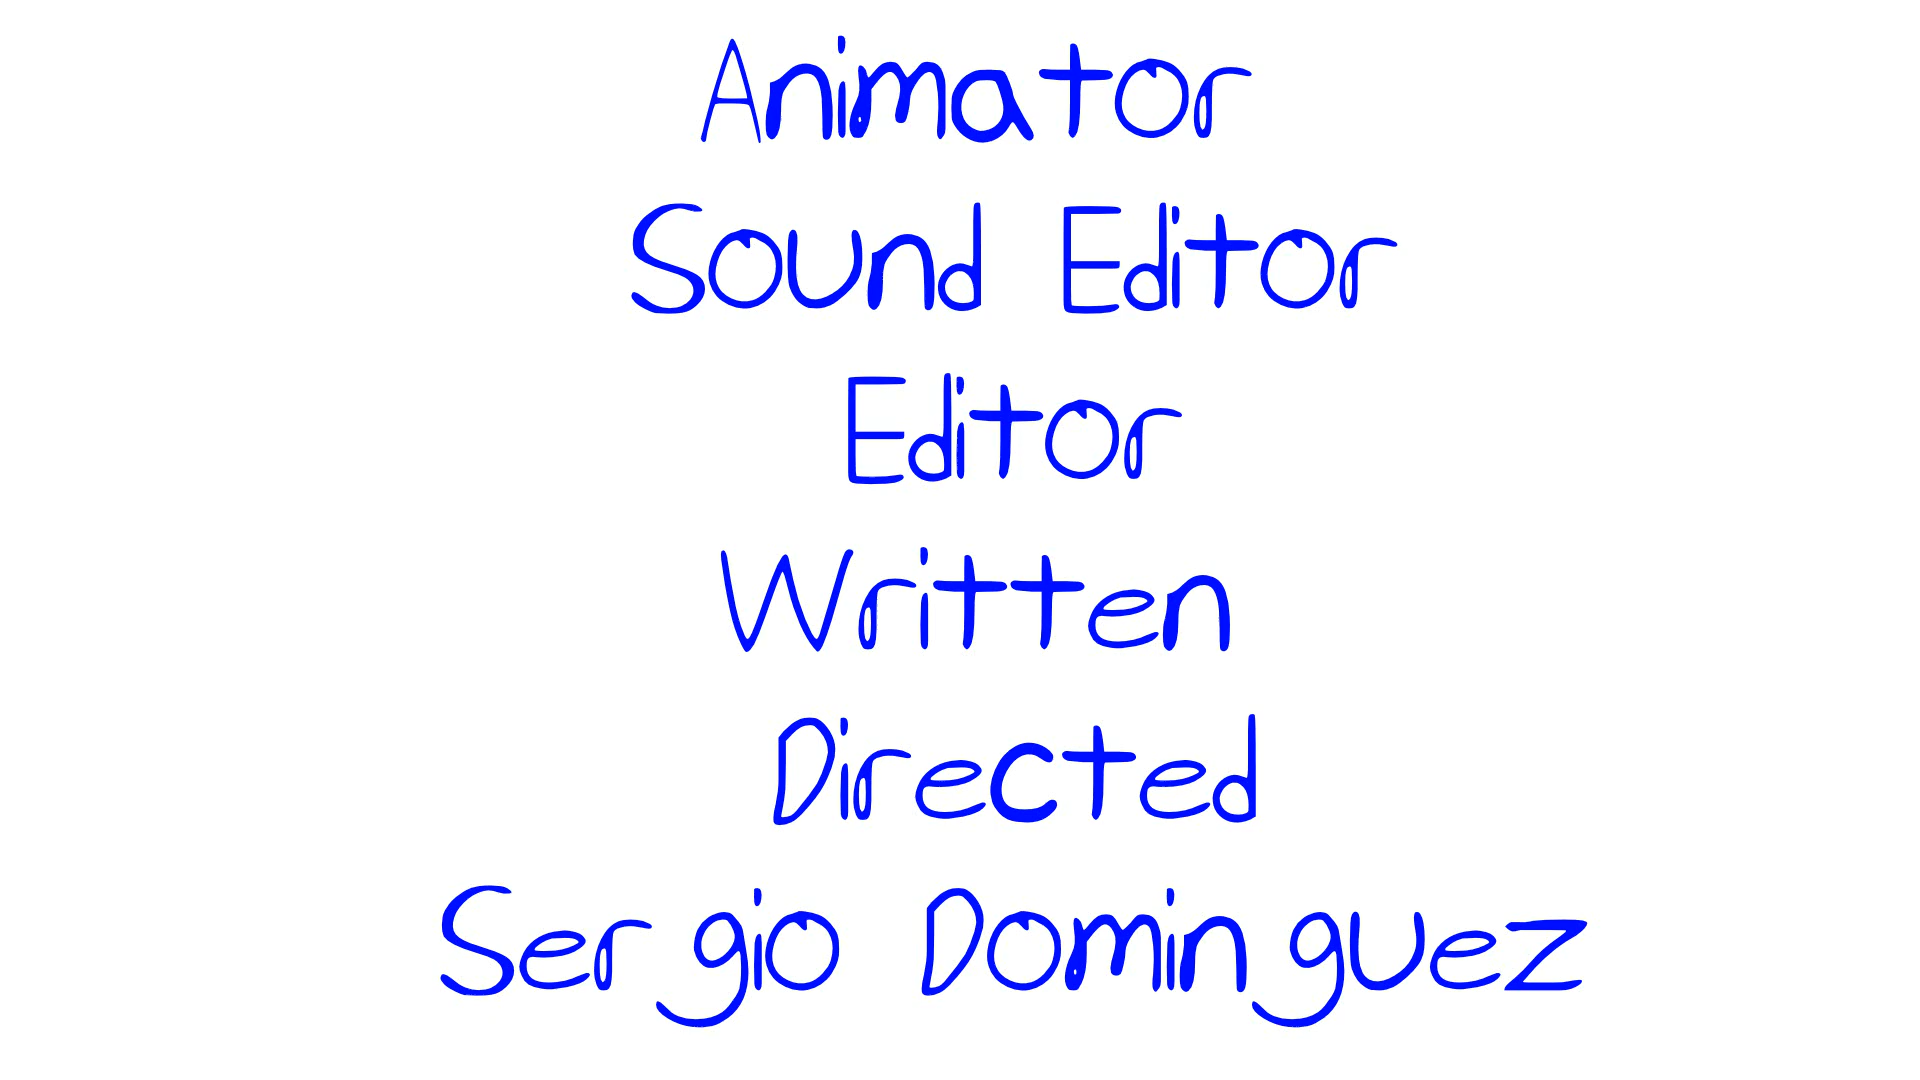 Animator
Sound Editor
Editor
Written
Directed
Sergio Dominguez